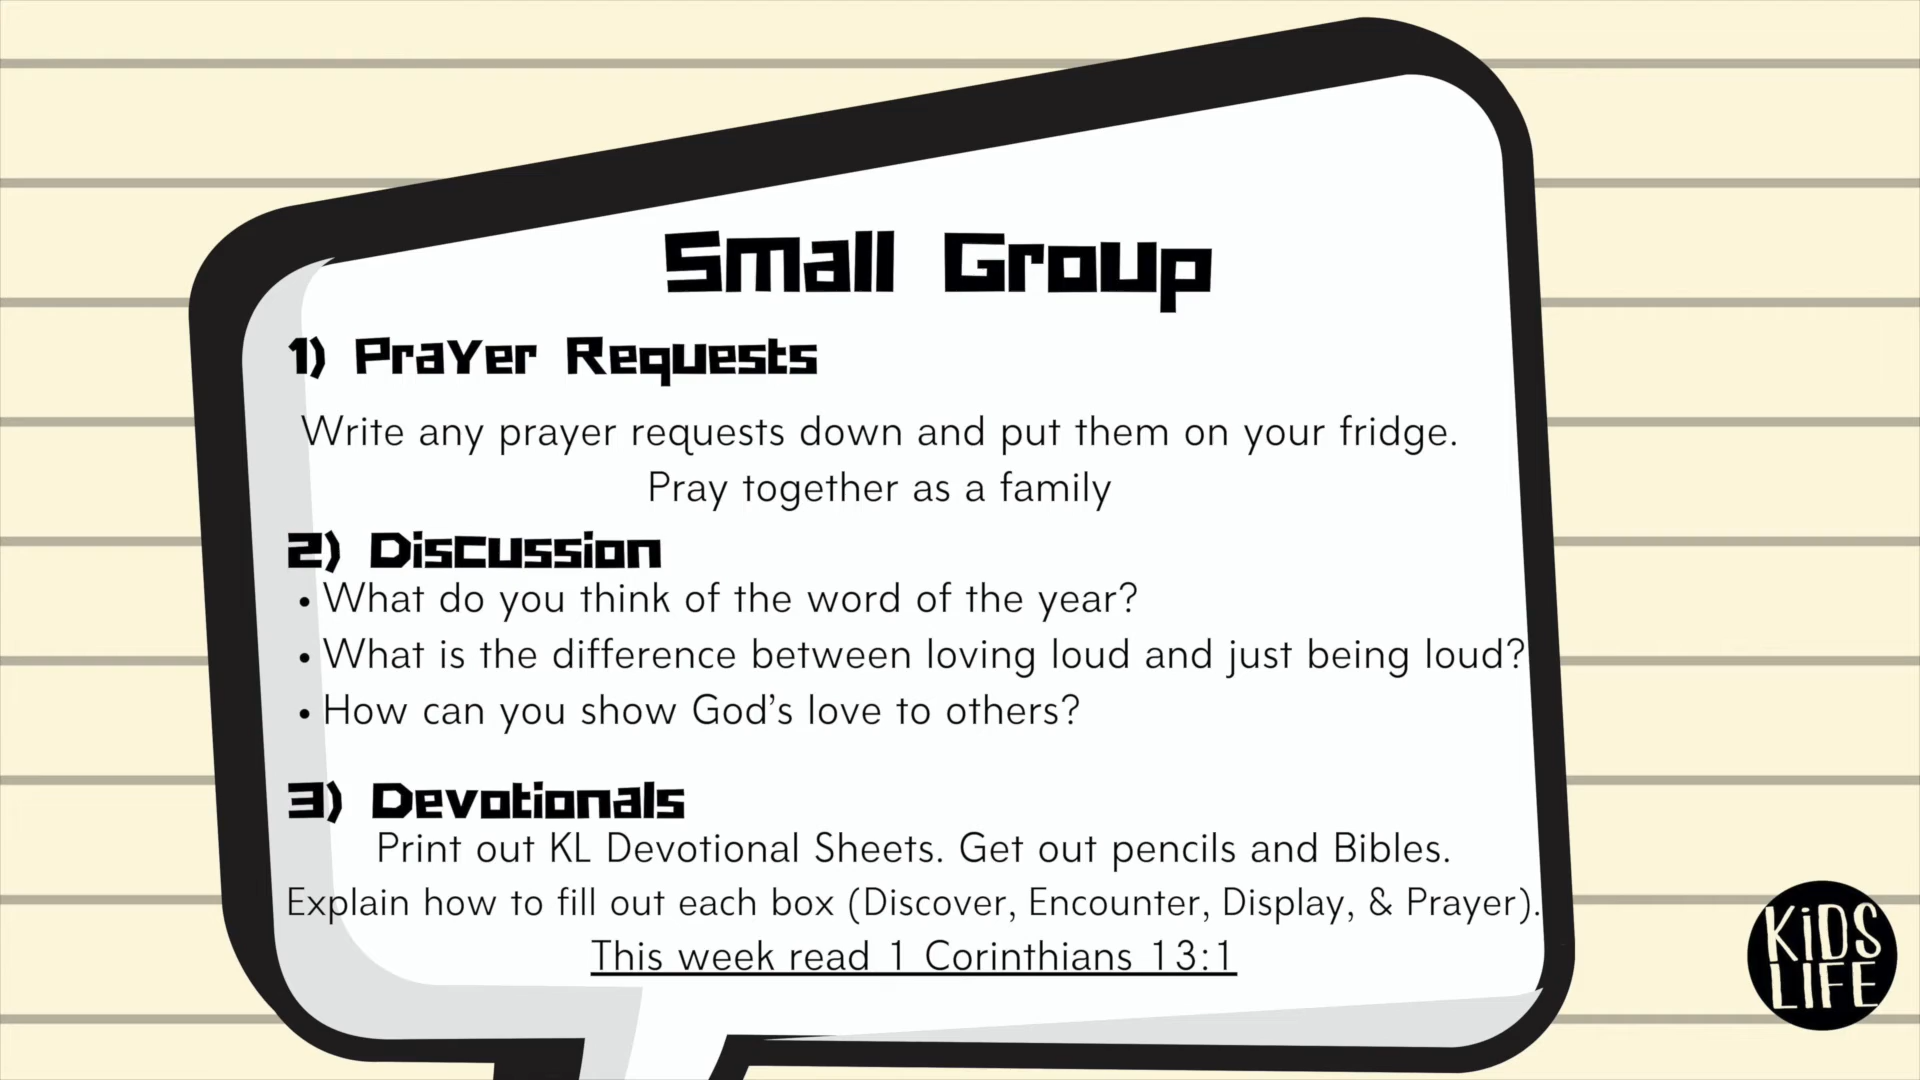 Small Group
1) Prayer Requests
Write any prayer requests down and put them on your fridge.
Pray together as a family
2) Discussion
• What do you think of the word of the year?
• What is the difference between loving loud and just being loud?
• How can you show God's love to others?
3) Devotionals
Print out KL Devotional Sheets. Get out pencils and Bibles.
Explain how to fill out each box (Discover, Encounter, Display, & Prayer).
This week read 1 Corinthians 13:1
KiDS
LIFE